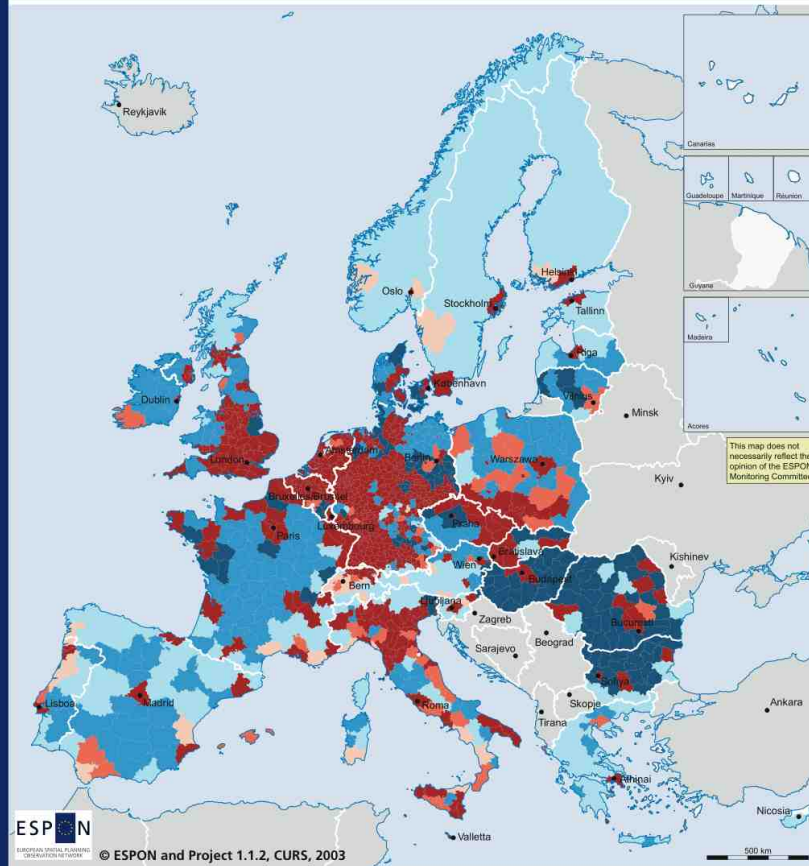 Reykjavik
Canarias
Guadeloupe
Martinique
Réunion
Guyane
Madeira
Acores
This map does not
necessarily reflect the
opinion of the ESPON
Monitoring Committee
Oslo
Helsinki
Stockholm
Tallinn
Riga
København
Vilnius
Minsk
Dublin
Amsterdam
Berlin
Warszawa
London
Bruxelles/Brussel
Kyiv
Luxembourg
Praha
Paris
Kishinev
Bratislava
Wien
Budapest
Bern
Ljubljana
Zagreb
Bucuresti
Beograd
Sarajevo
Sofiya
Lisboa
Madrid
Roma
Skopje
Tirana
Ankara
Athinai
Nicosia
Valletta
ESPON
EUROPEAN SPATIAL PLANNING
OBSERVATION NETWORK
© ESPON and Project 1.1.2, CURS, 2003
500 km